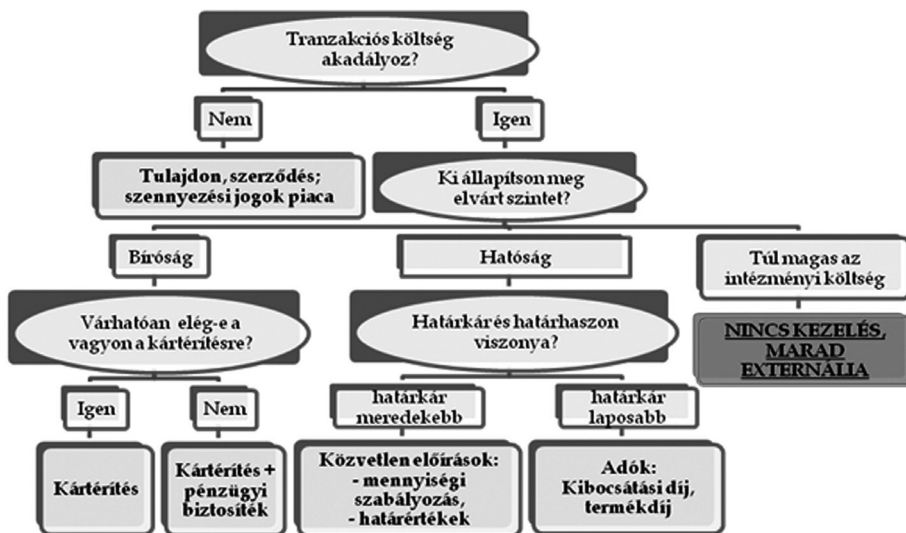 Tranzakciós költség
akadályoz?
Nem
Igen
Tulajdon, szerződés;
szennyezési jogok piaca
Ki állapítson meg
elvárt szintet?
Bíróság
Hatóság
Túl magas az
intézményi költség
Várhatóan elég-e a
vagyon a kártérítésre?
Határkár és határhaszon
viszonya?
NINCS KEZELÉS,
MARAD
EXTERNÁLIA
Igen
Nem
határkár
meredekebb
határkár
laposabb
Kártérítés
Kártérítés +
pénzügyi
biztosíték
Közvetlen előírások:
- mennyiségi
szabályozás,
- határértékek
Adók:
Kibocsátási díj,
termékdíj